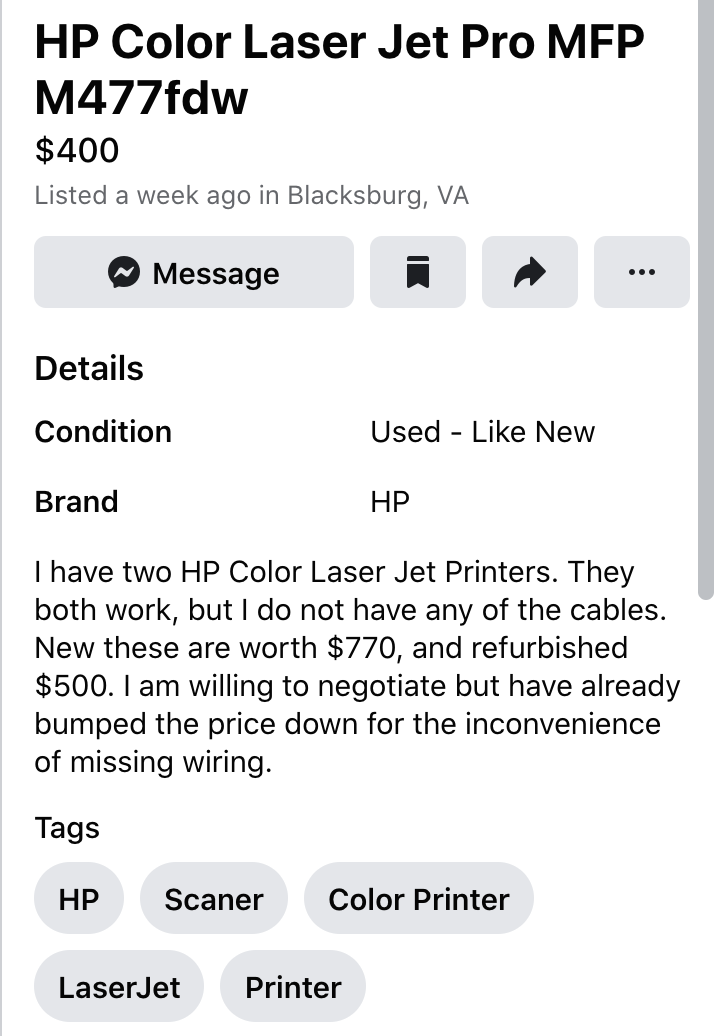 HP Color Laser Jet Pro MFP
M477fdw
$400
Listed a week ago in Blacksburg, VA
Message
Details
Condition Used - Like New
Brand HP
I have two HP Color Laser Jet Printers. They
both work, but I do not have any of the cables.
New these are worth $770, and refurbished
$500. I am willing to negotiate but have already
bumped the price down for the inconvenience
of missing wiring.
Tags
HP Scaner Color Printer
LaserJet Printer